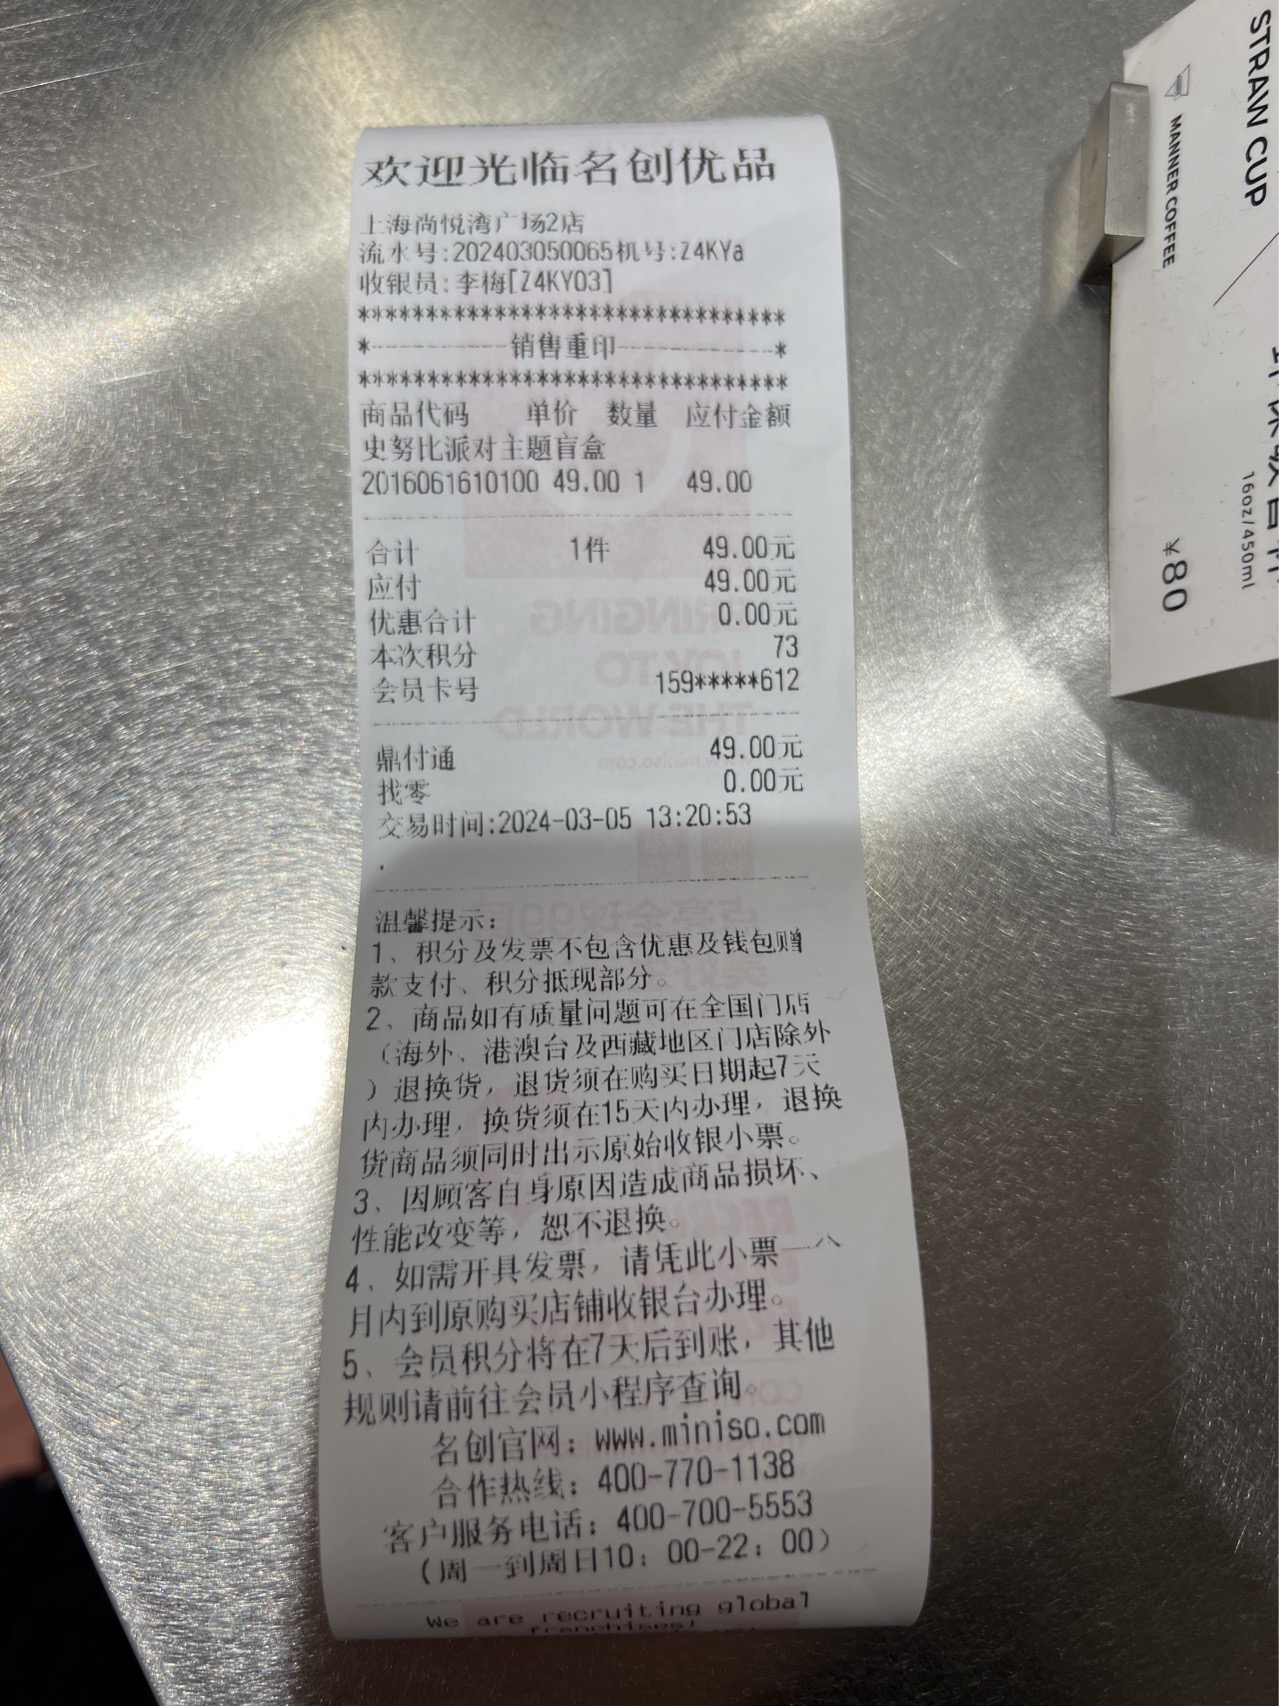 欢迎光临名创优品
上海尚悦湾广场2店
流水号:202403050065机号:Z4KYa
收银员:李梅[Z4KY03]
********************************
*----------销售重印----------*
********************************
商品代码 单价 数量 应付金额
史努比派对主题盲盒
2016061610100 49.00 1 49.00
合计 1件 49.00元
应付 49.00元
优惠合计 0.00元
本次积分 73
会员卡号 159*****612
鼎付通 49.00元
找零 0.00元
交易时间:2024-03-05 13:20:53
.
温馨提示:
1、积分及发票不包含优惠及钱包赠
款支付、积分抵现部分。
2、商品如有质量问题可在全国门店
(海外、港澳台及西藏地区门店除外
)退换货,退货须在购买日期起7天
内办理,换货须在15天内办理,退换
货商品须同时出示原始收银小票。
3、因顾客自身原因造成商品损坏、
性能改变等,恕不退换。
4、如需开具发票,请凭此小票一个
月内到原购买店铺收银台办理。
5、会员积分将在7天后到账,其他
规则请前往会员小程序查询。
名创官网:www.miniso.com
合作热线:400-770-1138
客户服务电话:400-700-5553
(周一到周日10:00-22:00)
We are recruiting global
franchises!
STRAW CUP
MANNER COFFEE
16oz/450ml
¥80